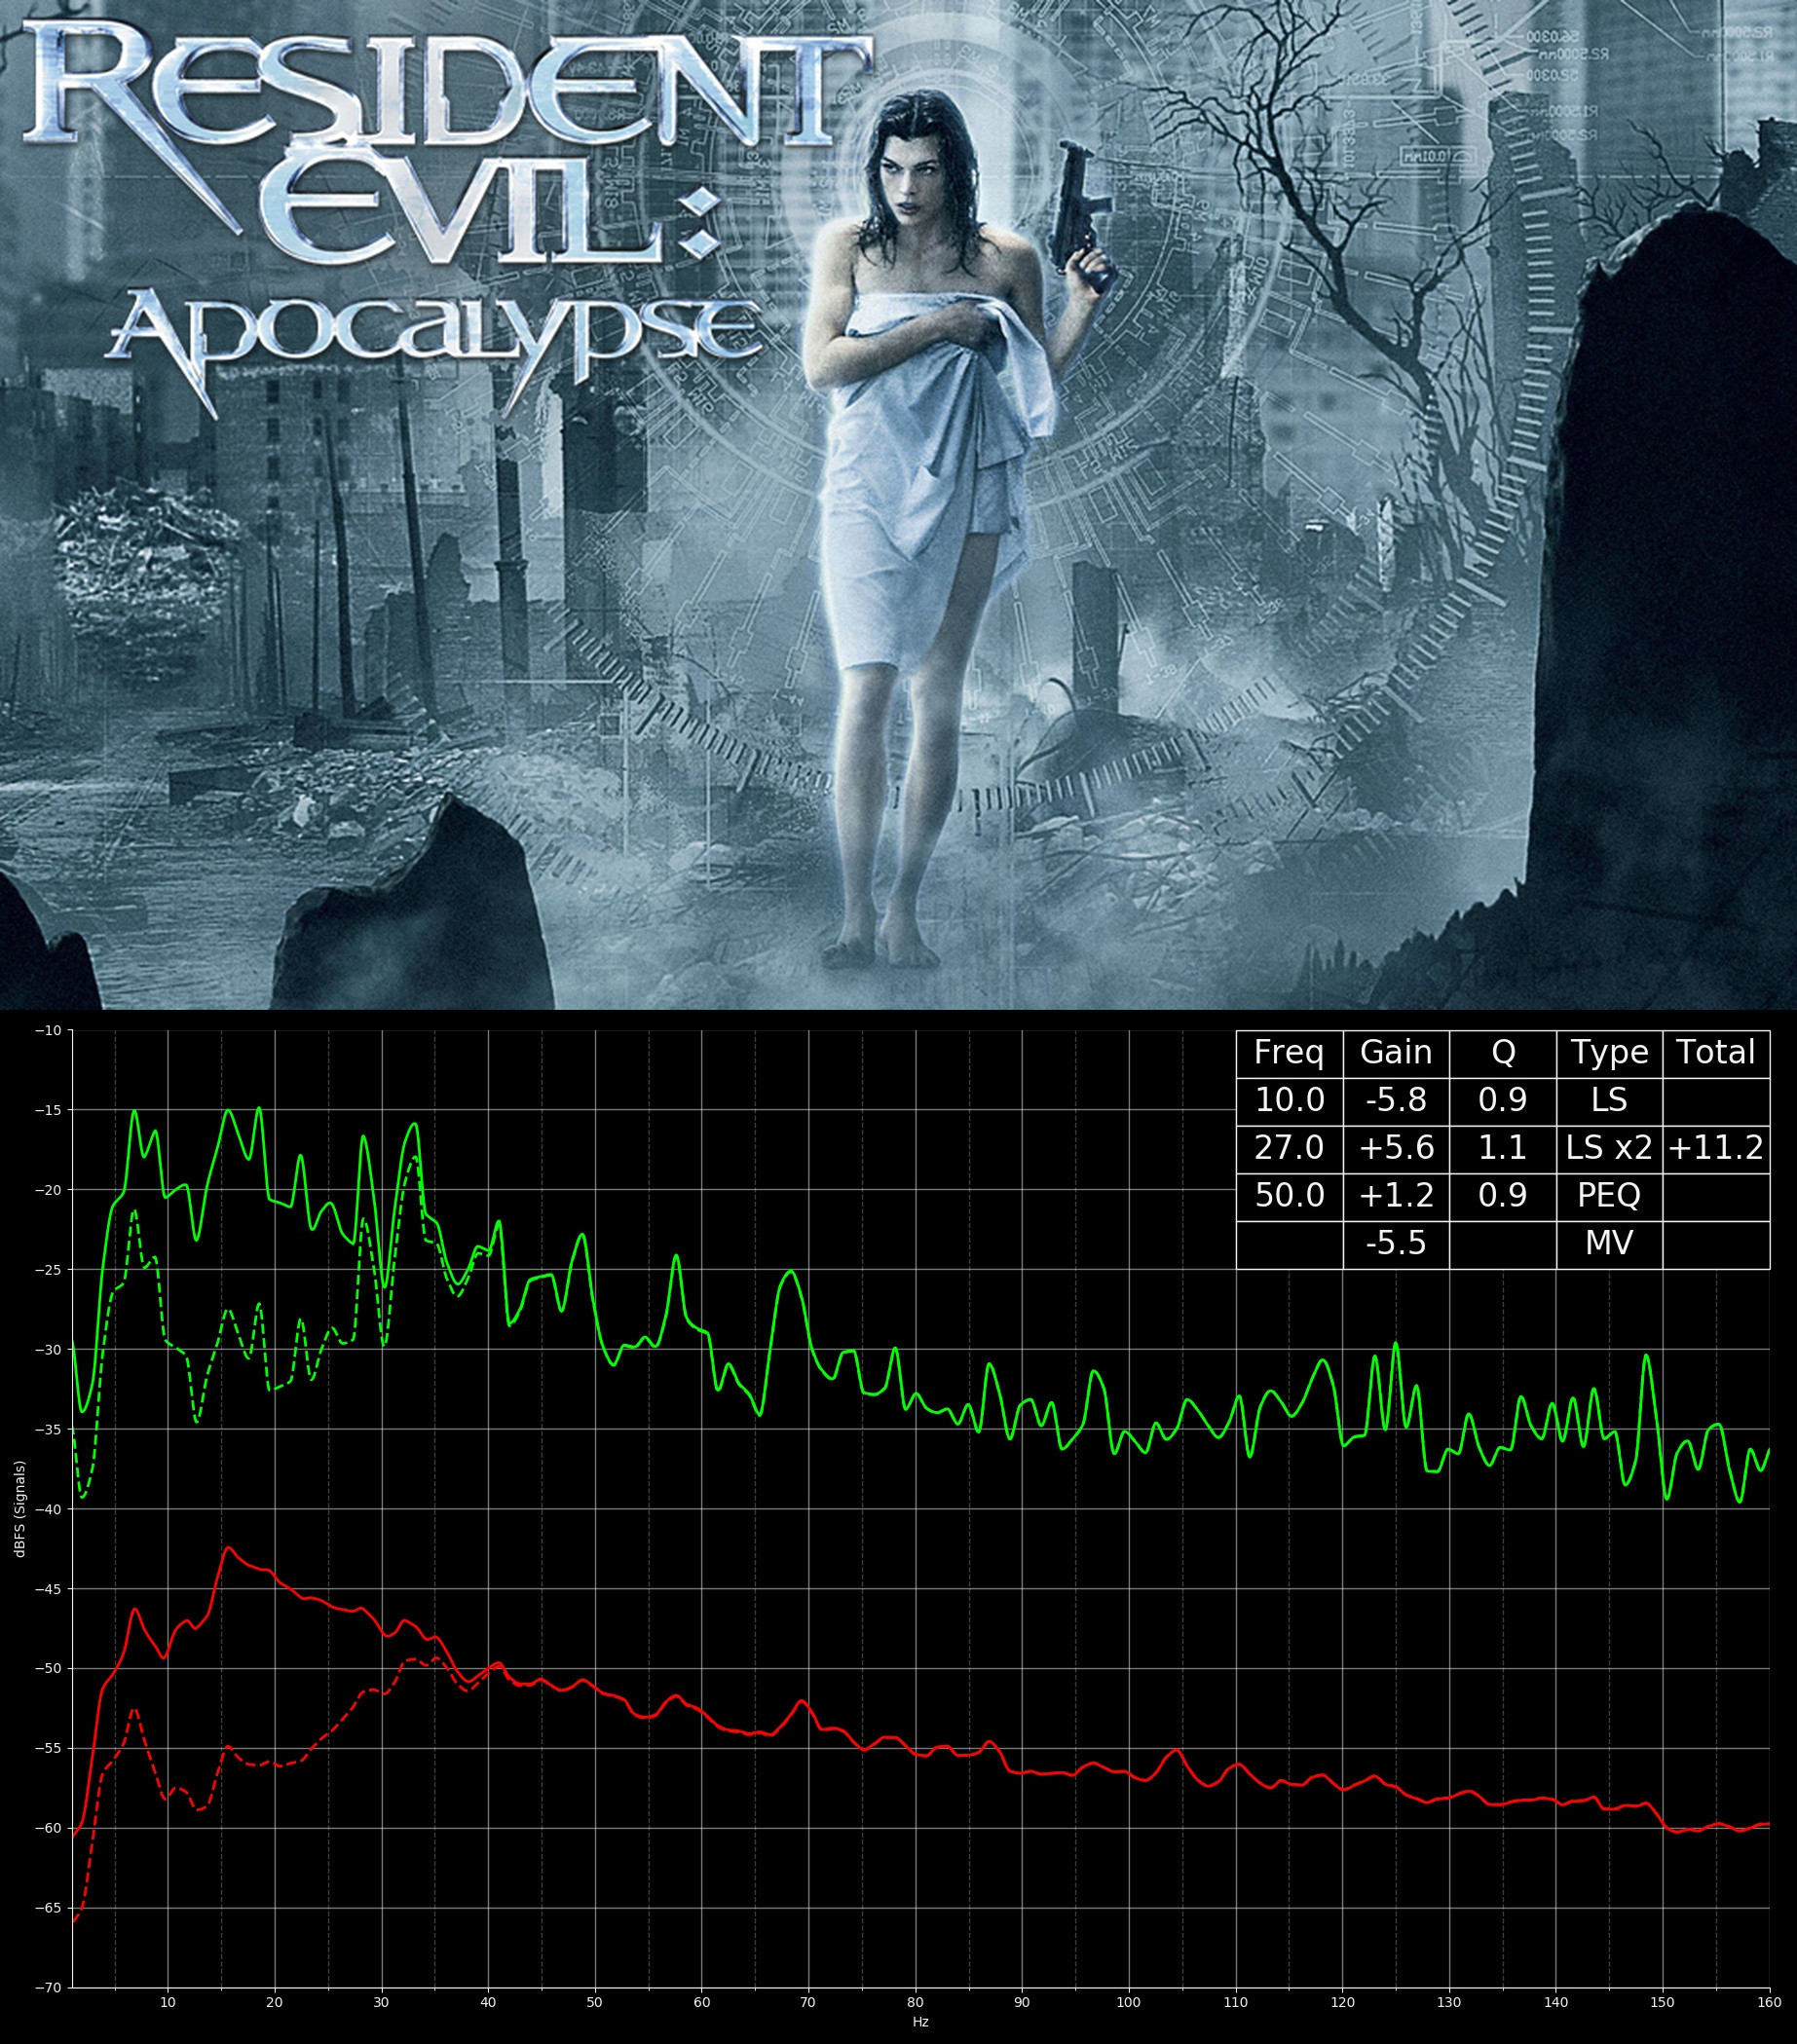 RESIDENT
EVIL:
APOCALYPSE
Freq Gain Q Type Total
10.0 -5.8 0.9 LS
27.0 +5.6 1.1 LS x2 +11.2
50.0 +1.2 0.9 PEQ
-5.5 MV
−10
−15
−20
−25
−30
−35
−40
−45
−50
−55
−60
−65
−70
dBFS (Signals)
10 20 30 40 50 60 70 80 90 100 110 120 130 140 150 160
Hz